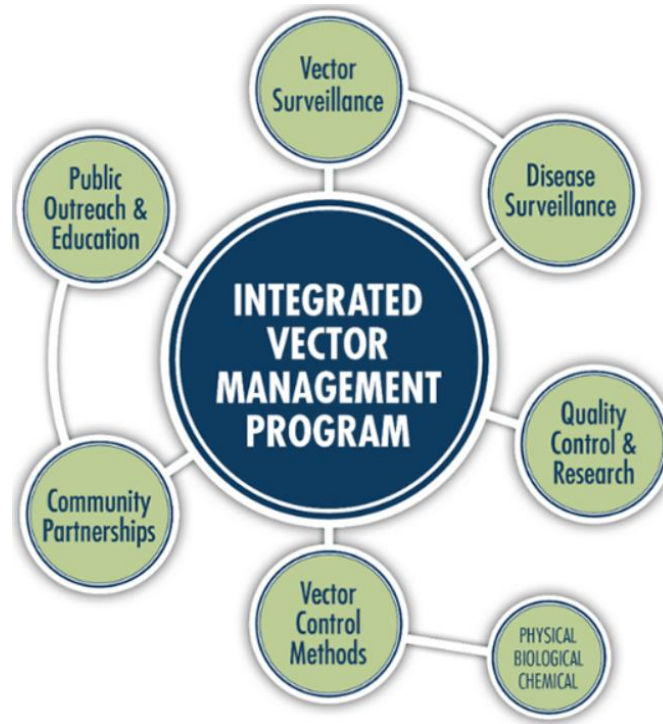 Vector
Surveillance
Disease
Surveillance
Public
Outreach &
Education
INTEGRATED
VECTOR
MANAGEMENT
PROGRAM
Quality
Control &
Research
Community
Partnerships
Vector
Control
Methods
PHYSICAL
BIOLOGICAL
CHEMICAL